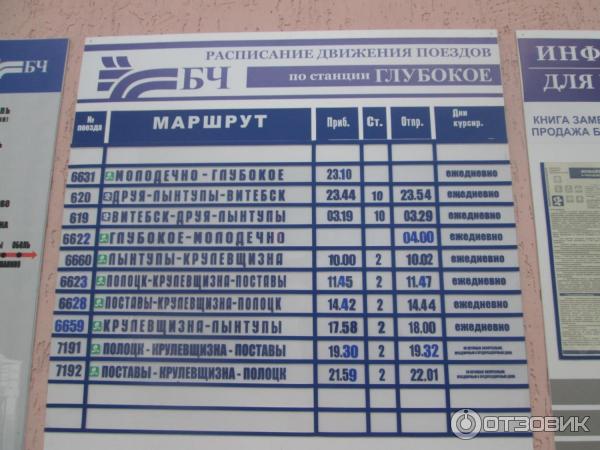 БЧ
РАСПИСАНИЕ ДВИЖЕНИЯ ПОЕЗДОВ
БЧ по станции ГЛУБОКОЕ
№ поезда МАРШРУТ Приб. Ст. Отпр. Дни курсир.
6631 МОЛОДЕЧНО-ГЛУБОКОЕ 23.10 ежедневно
620 ДРУЯ-ЛЫНТУПЫ-ВИТЕБСК 23.44 10 23.54 ежедневно
619 ВИТЕБСК-ДРУЯ-ЛЫНТУПЫ 03.19 10 03.29 ежедневно
6622 ГЛУБОКОЕ-МОЛОДЕЧНО 04.00 ежедневно
6660 ЛЫНТУПЫ-КРУЛЕВЩИЗНА 10.00 2 10.02 ежедневно
6623 ПОЛОЦК-КРУЛЕВЩИЗНА-ПОСТАВЫ 11.45 2 11.47 ежедневно
6628 ПОСТАВЫ-КРУЛЕВЩИЗНА-ПОЛОЦК 14.42 2 14.44 ежедневно
6659 КРУЛЕВЩИЗНА-ЛЫНТУПЫ 17.58 2 18.00 ежедневно
7191 ПОЛОЦК-КРУЛЕВЩИЗНА-ПОСТАВЫ 19.30 2 19.32
7192 ПОСТАВЫ-КРУЛЕВЩИЗНА-ПОЛОЦК 21.59 2 22.01
ИНФ
ДЛЯ
КНИГА ЗАМЕ
ПРОДАЖА Б
ОТЗОВИК